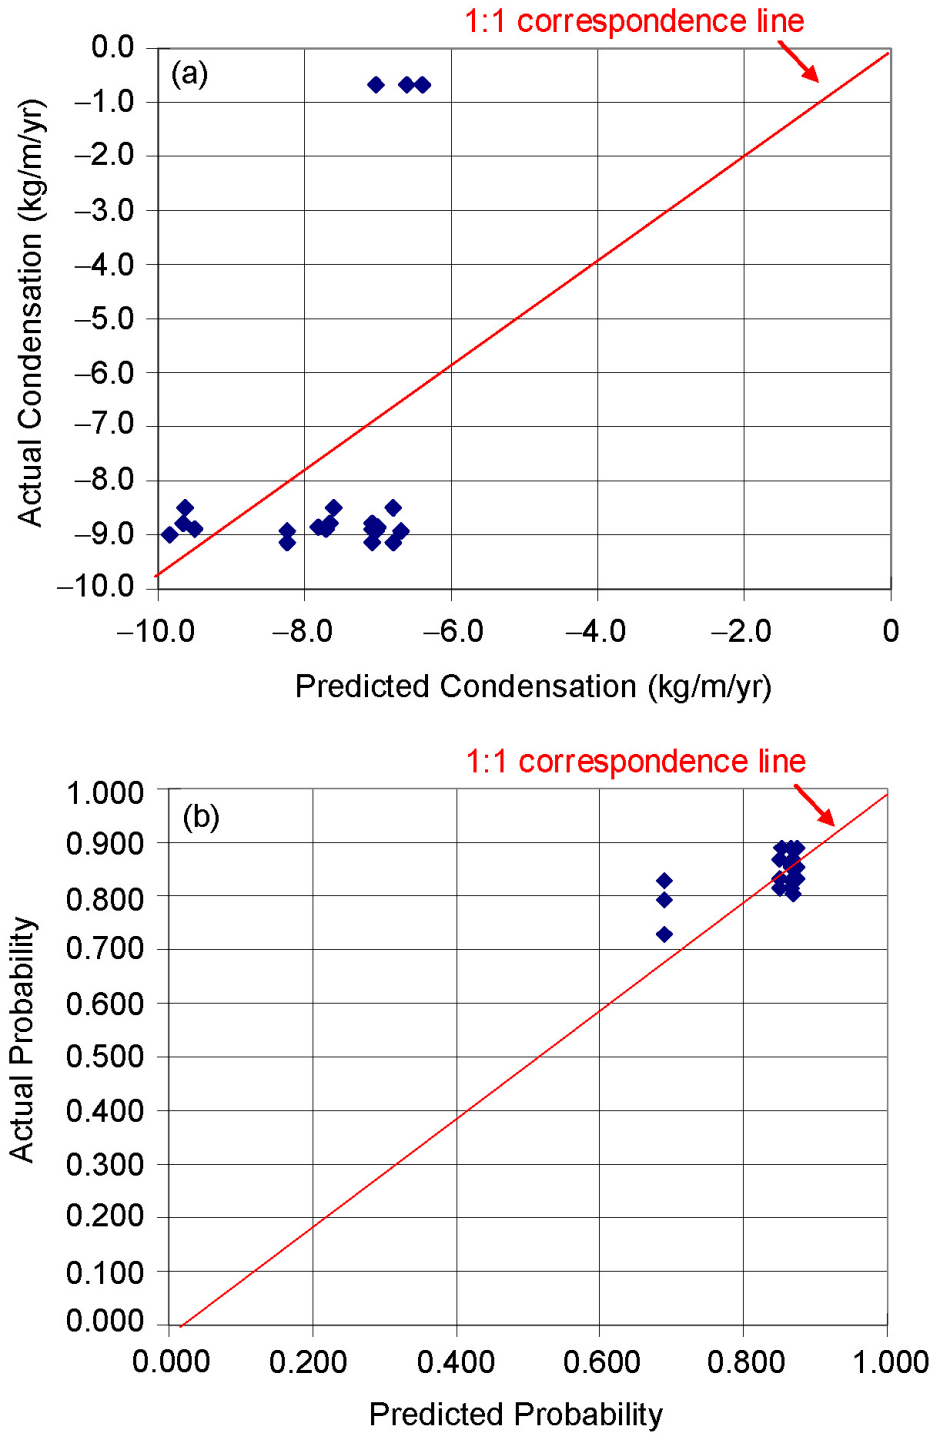 1:1 correspondence line
(a)
Actual Condensation (kg/m/yr)
0.0
−1.0
−2.0
−3.0
−4.0
−5.0
−6.0
−7.0
−8.0
−9.0
−10.0
−10.0 −8.0 −6.0 −4.0 −2.0 0
Predicted Condensation (kg/m/yr)
1:1 correspondence line
(b)
Actual Probability
1.000
0.900
0.800
0.700
0.600
0.500
0.400
0.300
0.200
0.100
0.000
0.000 0.200 0.400 0.600 0.800 1.000
Predicted Probability